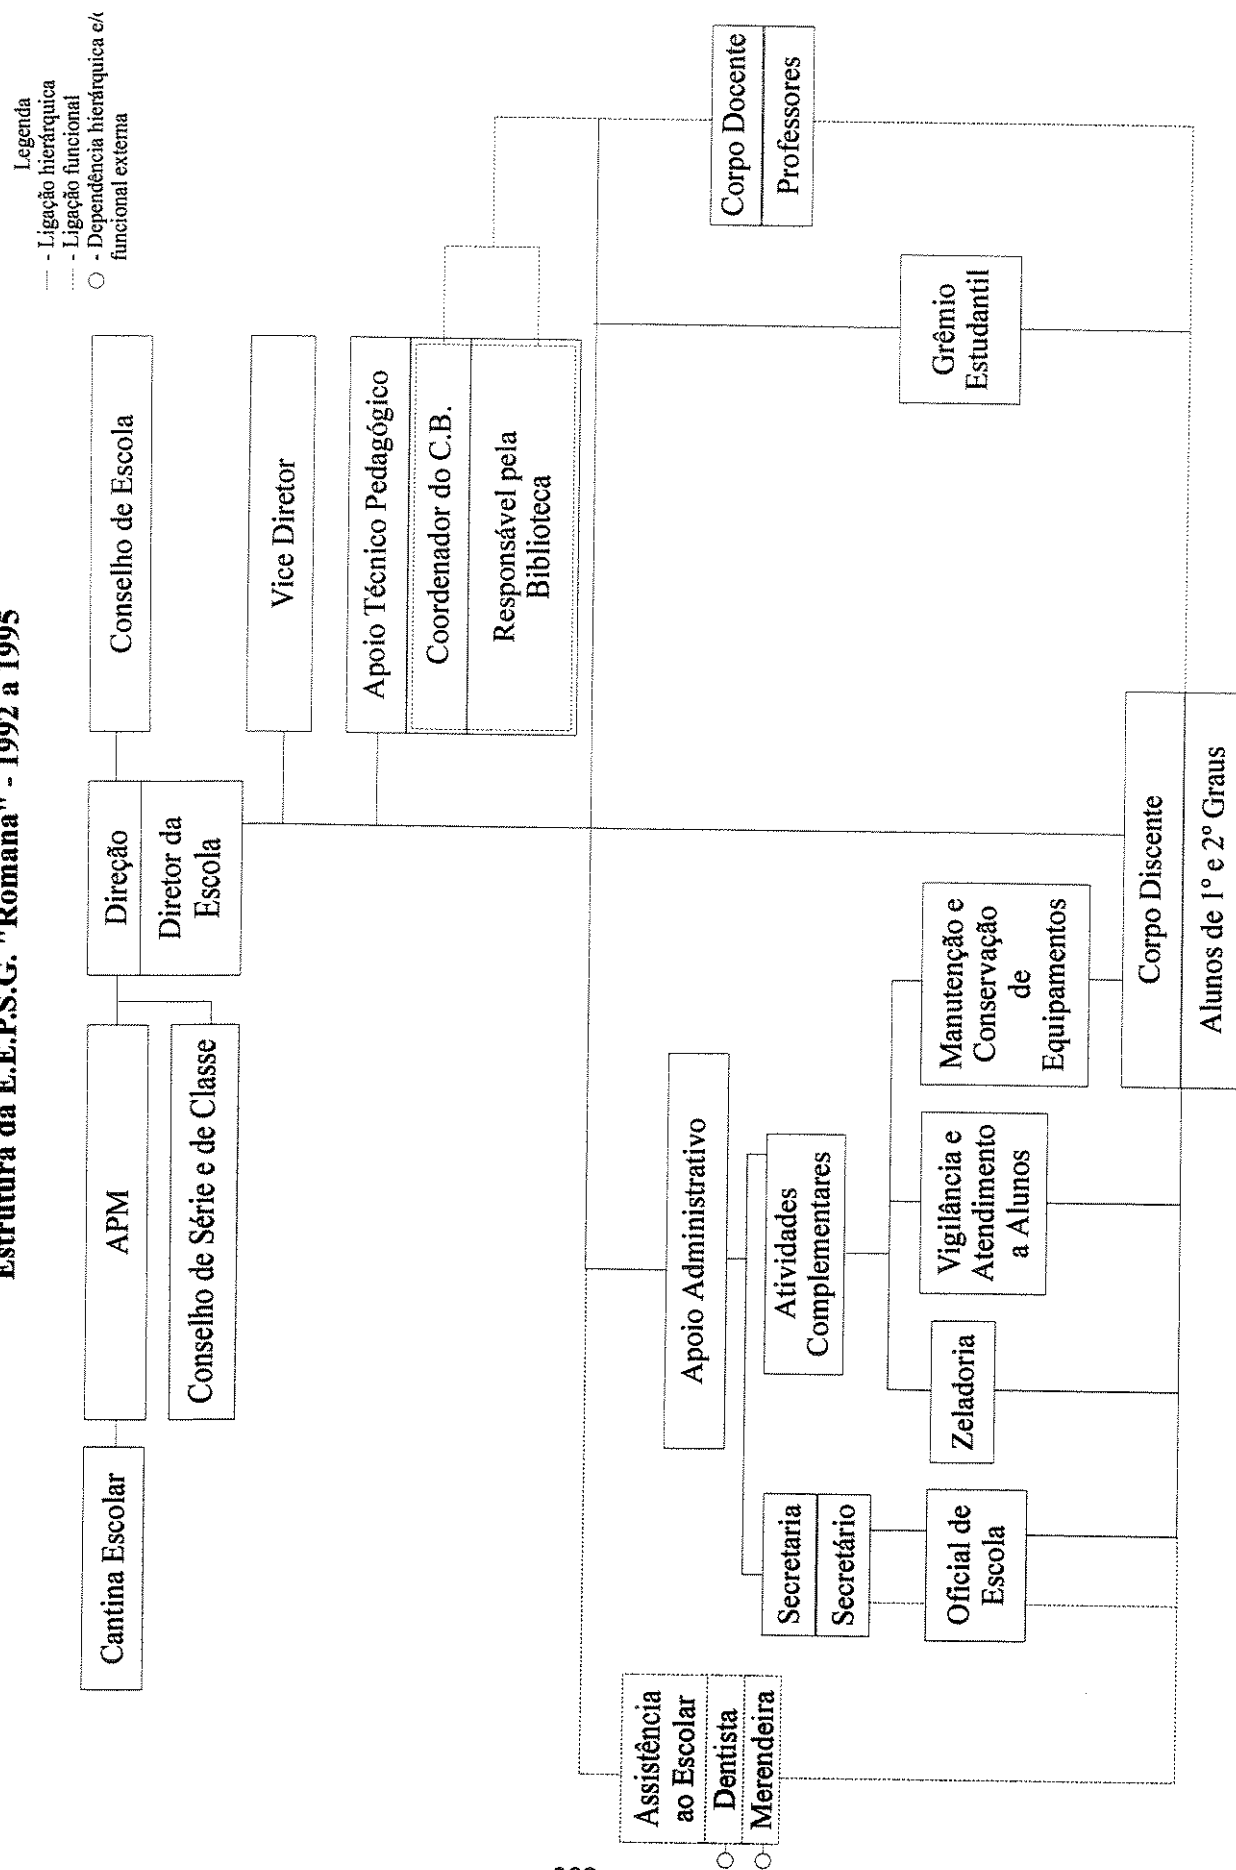 Estrutura da E.E.P.S.G. "Romana" - 1992 a 1995
Legenda
- Ligação hierárquica
- Ligação funcional
- Dependência hierárquica e/
funcional externa
Cantina Escolar
APM
Conselho de Série e de Classe
Direção
Diretor da
Escola
Conselho de Escola
Vice Diretor
Apoio Técnico Pedagógico
Coordenador do C.B.
Responsável pela
Biblioteca
Assistência
ao Escolar
Dentista
Merendeira
Apoio Administrativo
Secretaria
Secretário
Atividades
Complementares
Oficial de
Escola
Zeladoria
Vigilância e
Atendimento
a Alunos
Manutenção e
Conservação
de
Equipamentos
Grêmio
Estudantil
Corpo Docente
Professores
Corpo Discente
Alunos de 1º e 2º Graus